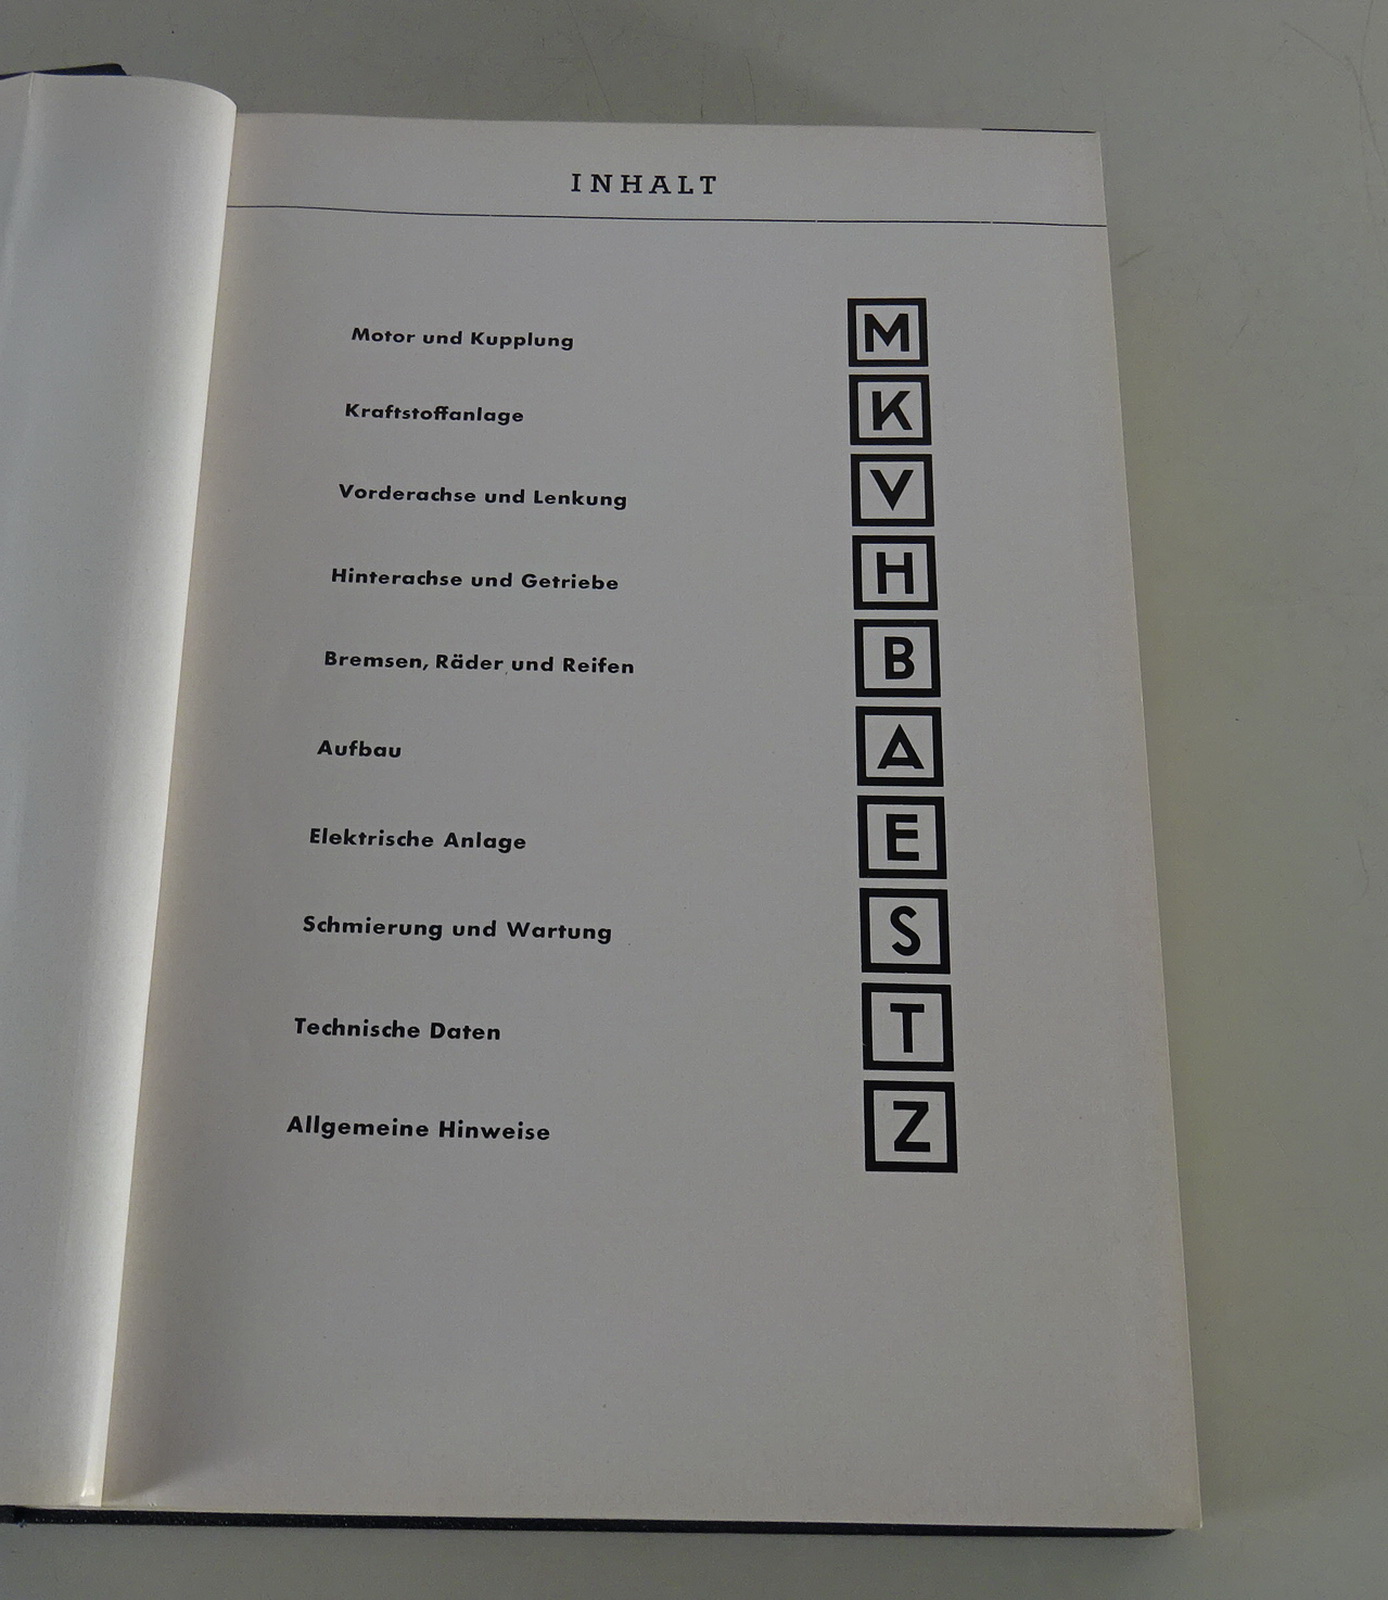 INHALT
Motor und Kupplung M
Kraftstoffanlage K
Vorderachse und Lenkung V
Hinterachse und Getriebe H
Bremsen, Räder und Reifen B
Aufbau A
Elektrische Anlage E
Schmierung und Wartung S
Technische Daten T
Allgemeine Hinweise Z